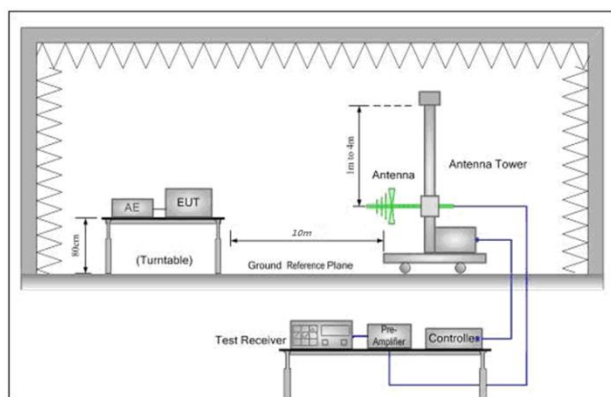 1m to 4m
Antenna
Antenna Tower
AE
EUT
80cm
10m
(Turntable)
Ground Reference Plane
Test Receiver
Pre-
Amplifier
Controller